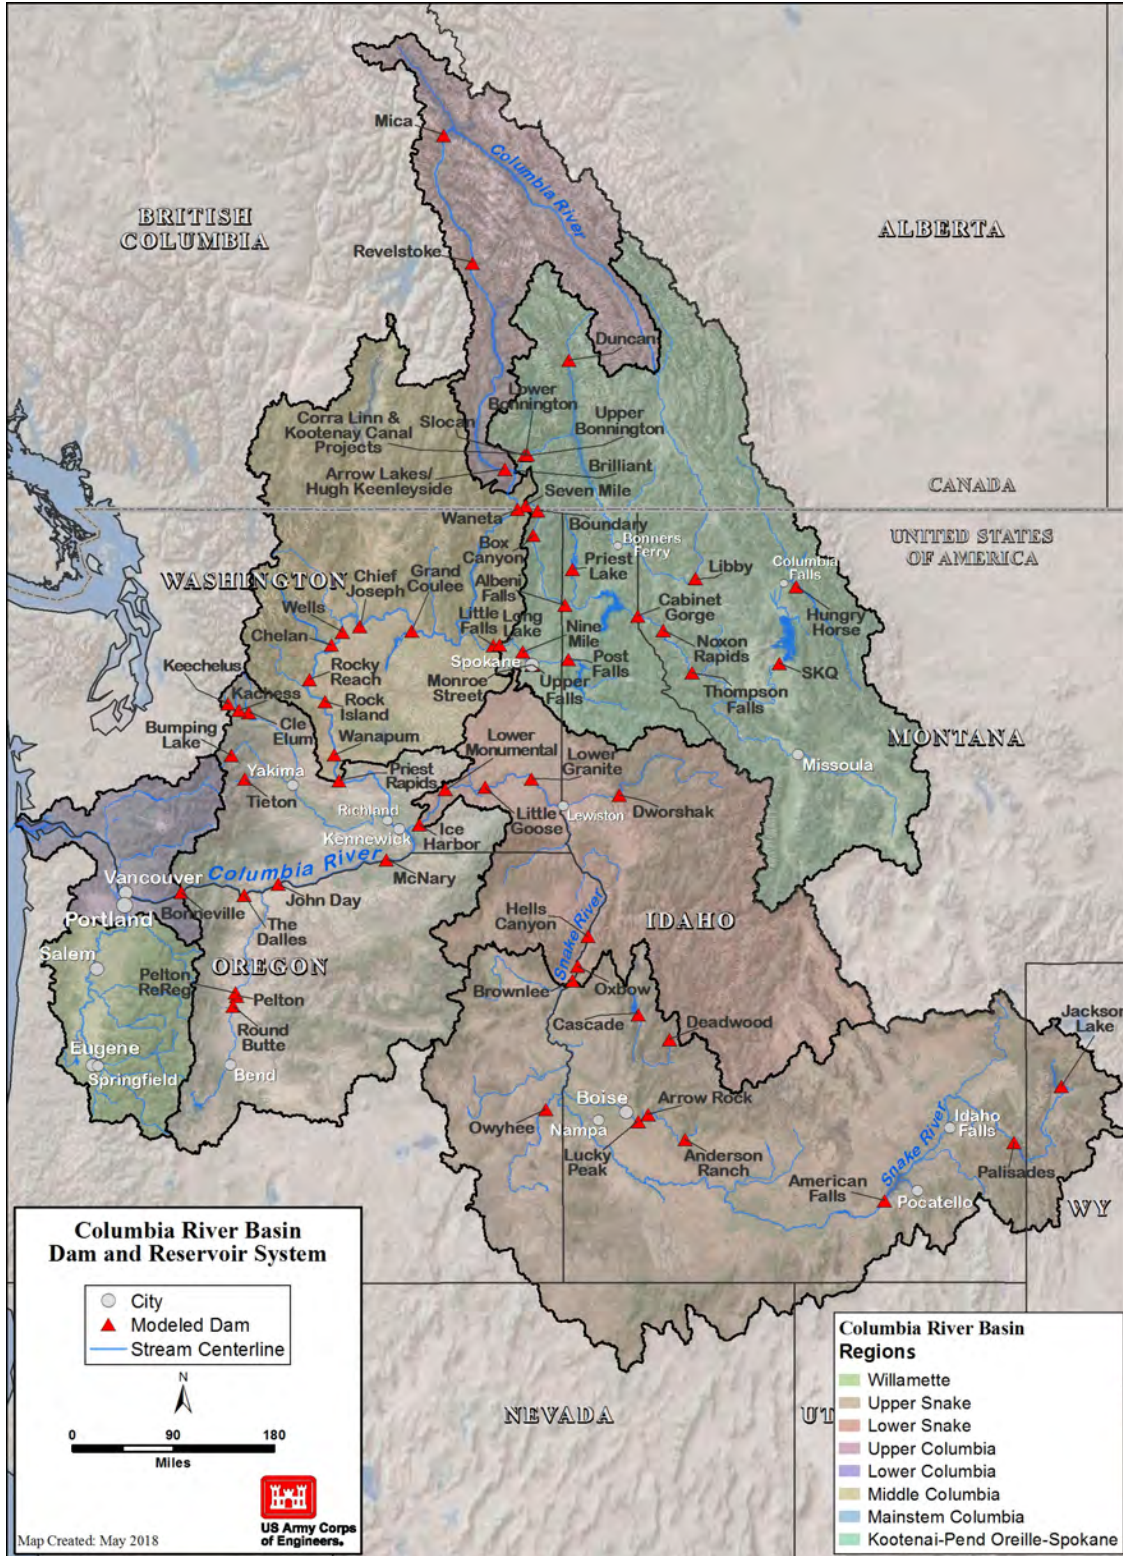 Mica
Columbia River
BRITISH
COLUMBIA
ALBERTA
Revelstoke
Duncan
Lower
Bonnington
Corra Linn &
Kootenay Canal
Projects
Slocan
Upper
Bonnington
Arrow Lakes/
Hugh Keenleyside
Brilliant
Seven Mile
CANADA
Waneta
Boundary
UNITED STATES
OF AMERICA
Box
Canyon
Bonners
Ferry
Priest
Lake
Libby
Columbia
Falls
WASHINGTON
Chief
Joseph
Grand
Coulee
Albeni
Falls
Cabinet
Gorge
Hungry
Horse
Wells
Little
Falls
Long
Lake
Nine
Mile
Noxon
Rapids
Chelan
Spokane
Post
Falls
SKQ
Keechelus
Rocky
Reach
Monroe
Street
Upper
Falls
Thompson
Falls
Kachess
Rock
Island
Cle
Elum
Bumping
Lake
Wanapum
Lower
Monumental
MONTANA
Missoula
Yakima
Priest
Rapids
Lower
Granite
Tieton
Richland
Little
Goose
Lewiston
Dworshak
Kennewick
Ice
Harbor
Columbia River
McNary
Vancouver
John Day
Portland
Bonneville
The
Dalles
Hells
Canyon
Snake River
IDAHO
Salem
OREGON
Pelton
ReReg
Pelton
Brownlee
Oxbow
Cascade
Deadwood
Jackson
Lake
Round
Butte
Eugene
Springfield
Bend
Boise
Arrow Rock
Owyhee
Nampa
Snake River
Idaho
Falls
Lucky
Peak
Anderson
Ranch
Palisades
American
Falls
Pocatello
WY
NEVADA
UT
Columbia River Basin
Dam and Reservoir System
City
Modeled Dam
Stream Centerline
N
0 90 180
Miles
US Army Corps
of Engineers.
Map Created: May 2018
Columbia River Basin
Regions
Willamette
Upper Snake
Lower Snake
Upper Columbia
Lower Columbia
Middle Columbia
Mainstem Columbia
Kootenai-Pend Oreille-Spokane